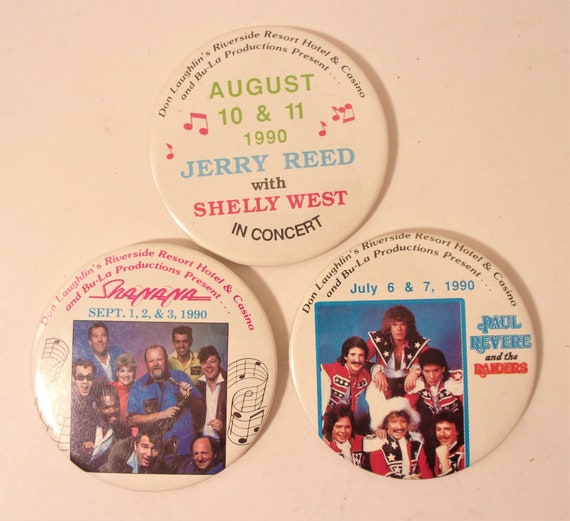 Don Laughlin's Riverside Resort Hotel & Casino
and Bu-La Productions Present...
AUGUST
10 & 11
1990
JERRY REED
with
SHELLY WEST
IN CONCERT
Don Laughlin's Riverside Resort Hotel & Casino
and Bu-La Productions Present...
SHANANA
SEPT. 1, 2, & 3, 1990
Don Laughlin's Riverside Resort Hotel & Casino
and Bu-La Productions Present...
July 6 & 7, 1990
PAUL
REVERE
and the
RAIDERS